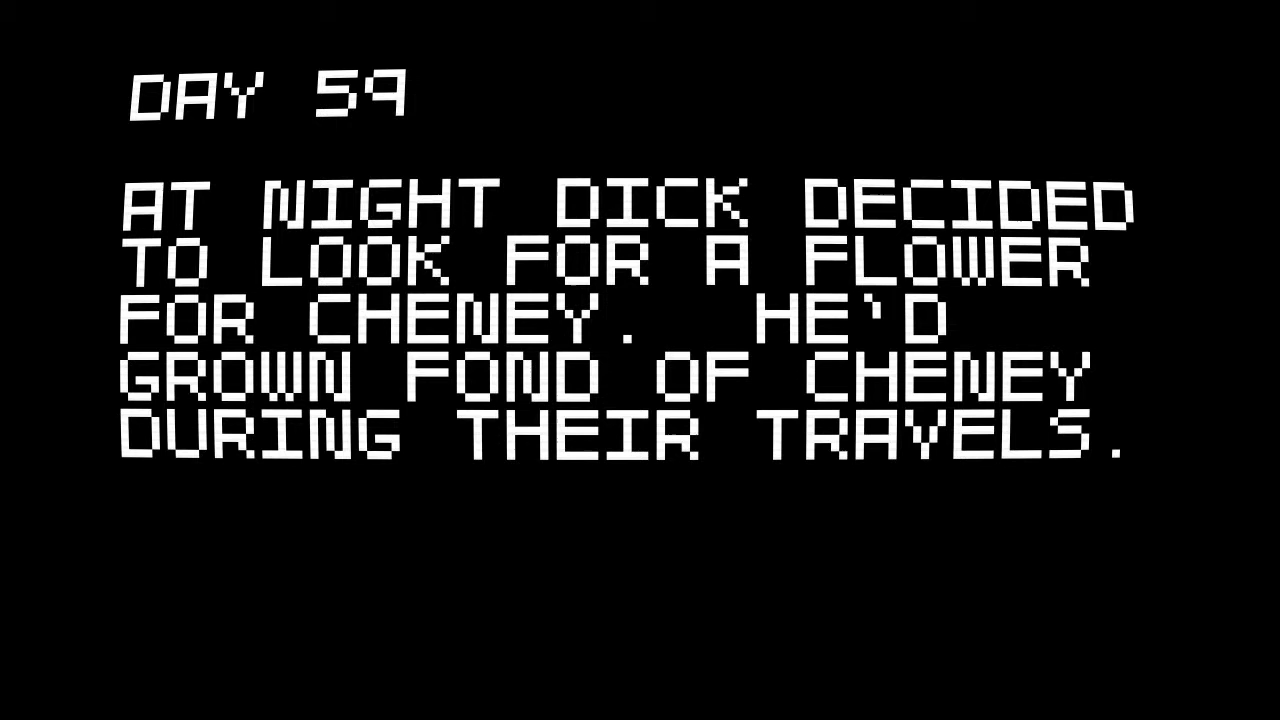 DAY 59
AT NIGHT DICK DECIDED
TO LOOK FOR A FLOWER
FOR CHENEY. HE'D
GROWN FOND OF CHENEY
DURING THEIR TRAVELS.